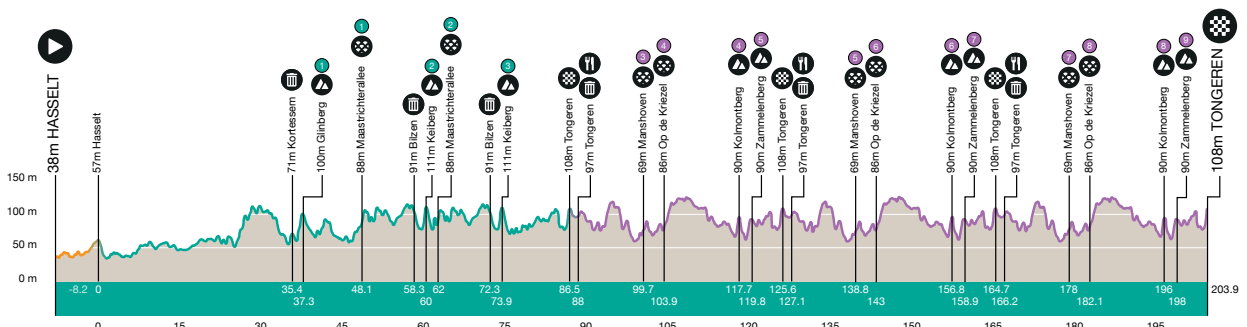 38m HASSELT
57m Hasselt
71m Kortessem
1
100m Glinberg
1
88m Maastrichterallee
91m Bilzen
2
111m Keiberg
2
88m Maastrichterallee
91m Bilzen
3
111m Keiberg
108m Tongeren
97m Tongeren
3
69m Manshoven
4
86m Op de Kriezel
4
90m Kolmontberg
5
90m Zammelenberg
108m Tongeren
97m Tongeren
5
69m Manshoven
6
86m Op de Kriezel
6
90m Kolmontberg
7
90m Zammelenberg
108m Tongeren
97m Tongeren
7
69m Manshoven
8
86m Op de Kriezel
8
90m Kolmontberg
9
90m Zammelenberg
108m TONGEREN
150 m
100 m
50 m
0 m
-8.2 0 35.4 48.1 58.3 62 72.3 86.5 99.7 117.7 125.6 138.8 156.8 164.7 178 196 203.9
37.3 60 73.9 88 103.9 119.8 127.1 143 158.9 166.2 182.1 198
0 15 30 45 60 75 90 105 120 135 150 165 180 195